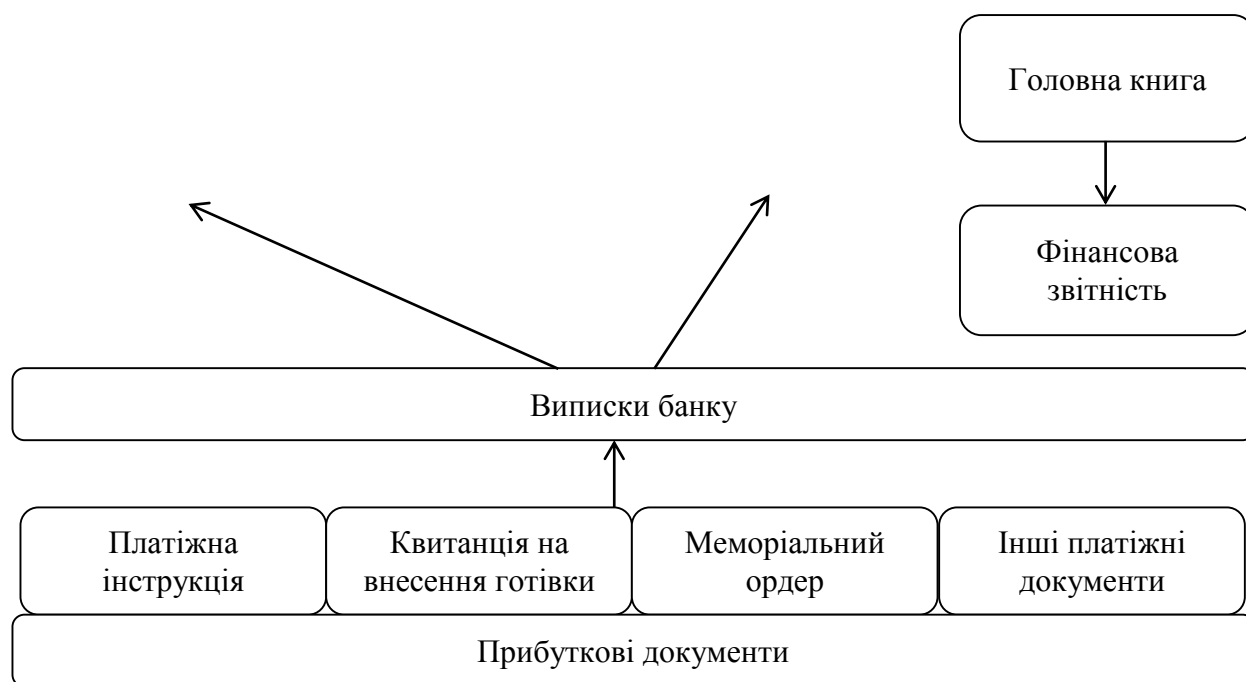 Головна книга
Фінансова
звітність
Виписки банку
Платіжна
інструкція
Квитанція на
внесення готівки
Меморіальний
ордер
Інші платіжні
документи
Прибуткові документи